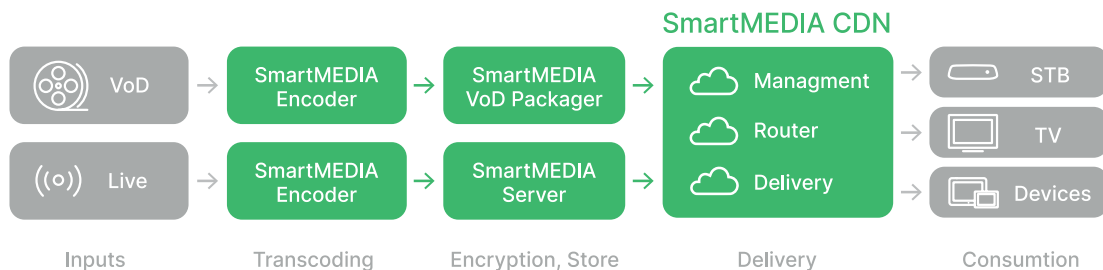 SmartMEDIA CDN
VoD
SmartMEDIA
Encoder
SmartMEDIA
VoD Packager
Managment
Router
Delivery
STB
TV
Devices
Live
SmartMEDIA
Encoder
SmartMEDIA
Server
Inputs
Transcoding
Encryption, Store
Delivery
Consumtion